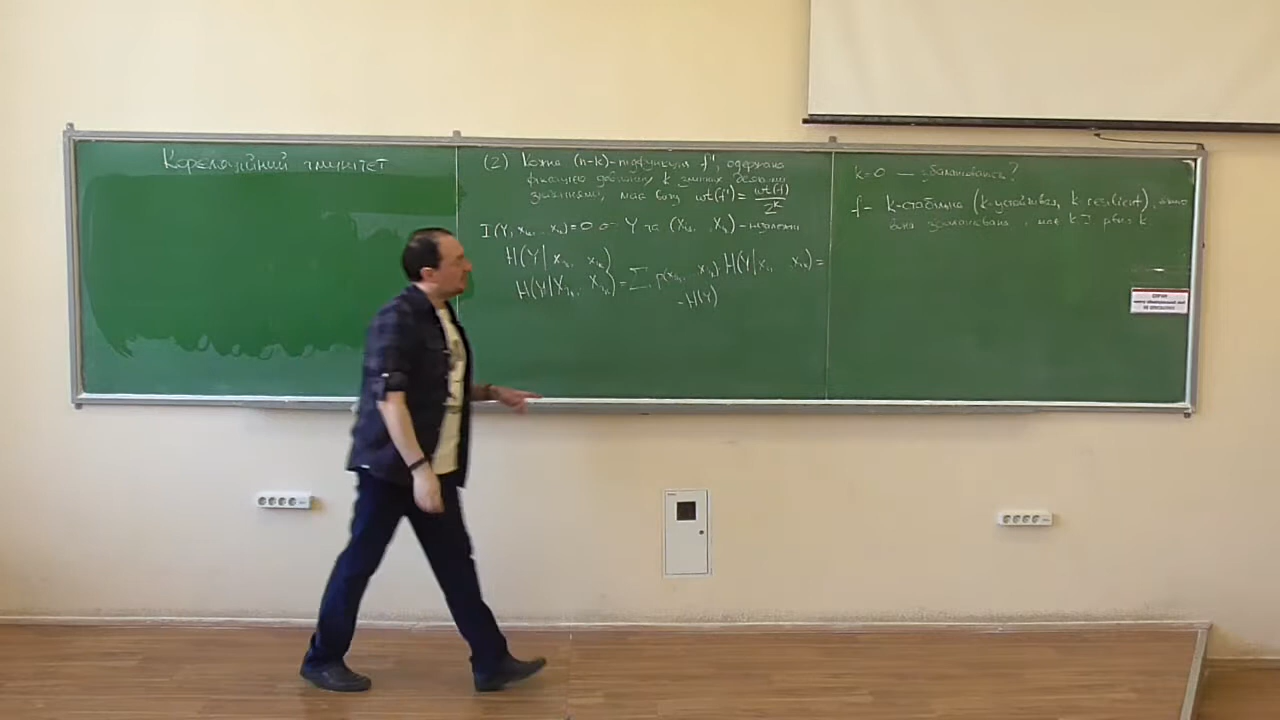 Кореляційний імунітет
(2) Кожна (n-k)-підфункція f', одержана
фіксацією довільних k змінних деякими
значеннями, має вагу wt(f') = wt(f)/2^k
I(Y, x_i₁, x_iₖ) = 0 ⇔ Y та (X_i₁, X_iₖ) - незалежні
H(Y | x_i₁, x_iₖ)
H(Y | X_i₁, X_iₖ) = Σ p(x_i₁, x_iₖ) H(Y | x_i₁, x_iₖ) =
= H(Y)
k=0 — збалансованість?
f - k-стабільна (k-устойчивая, k-resilient), якщо
вона збалансована, має k I рівня k.